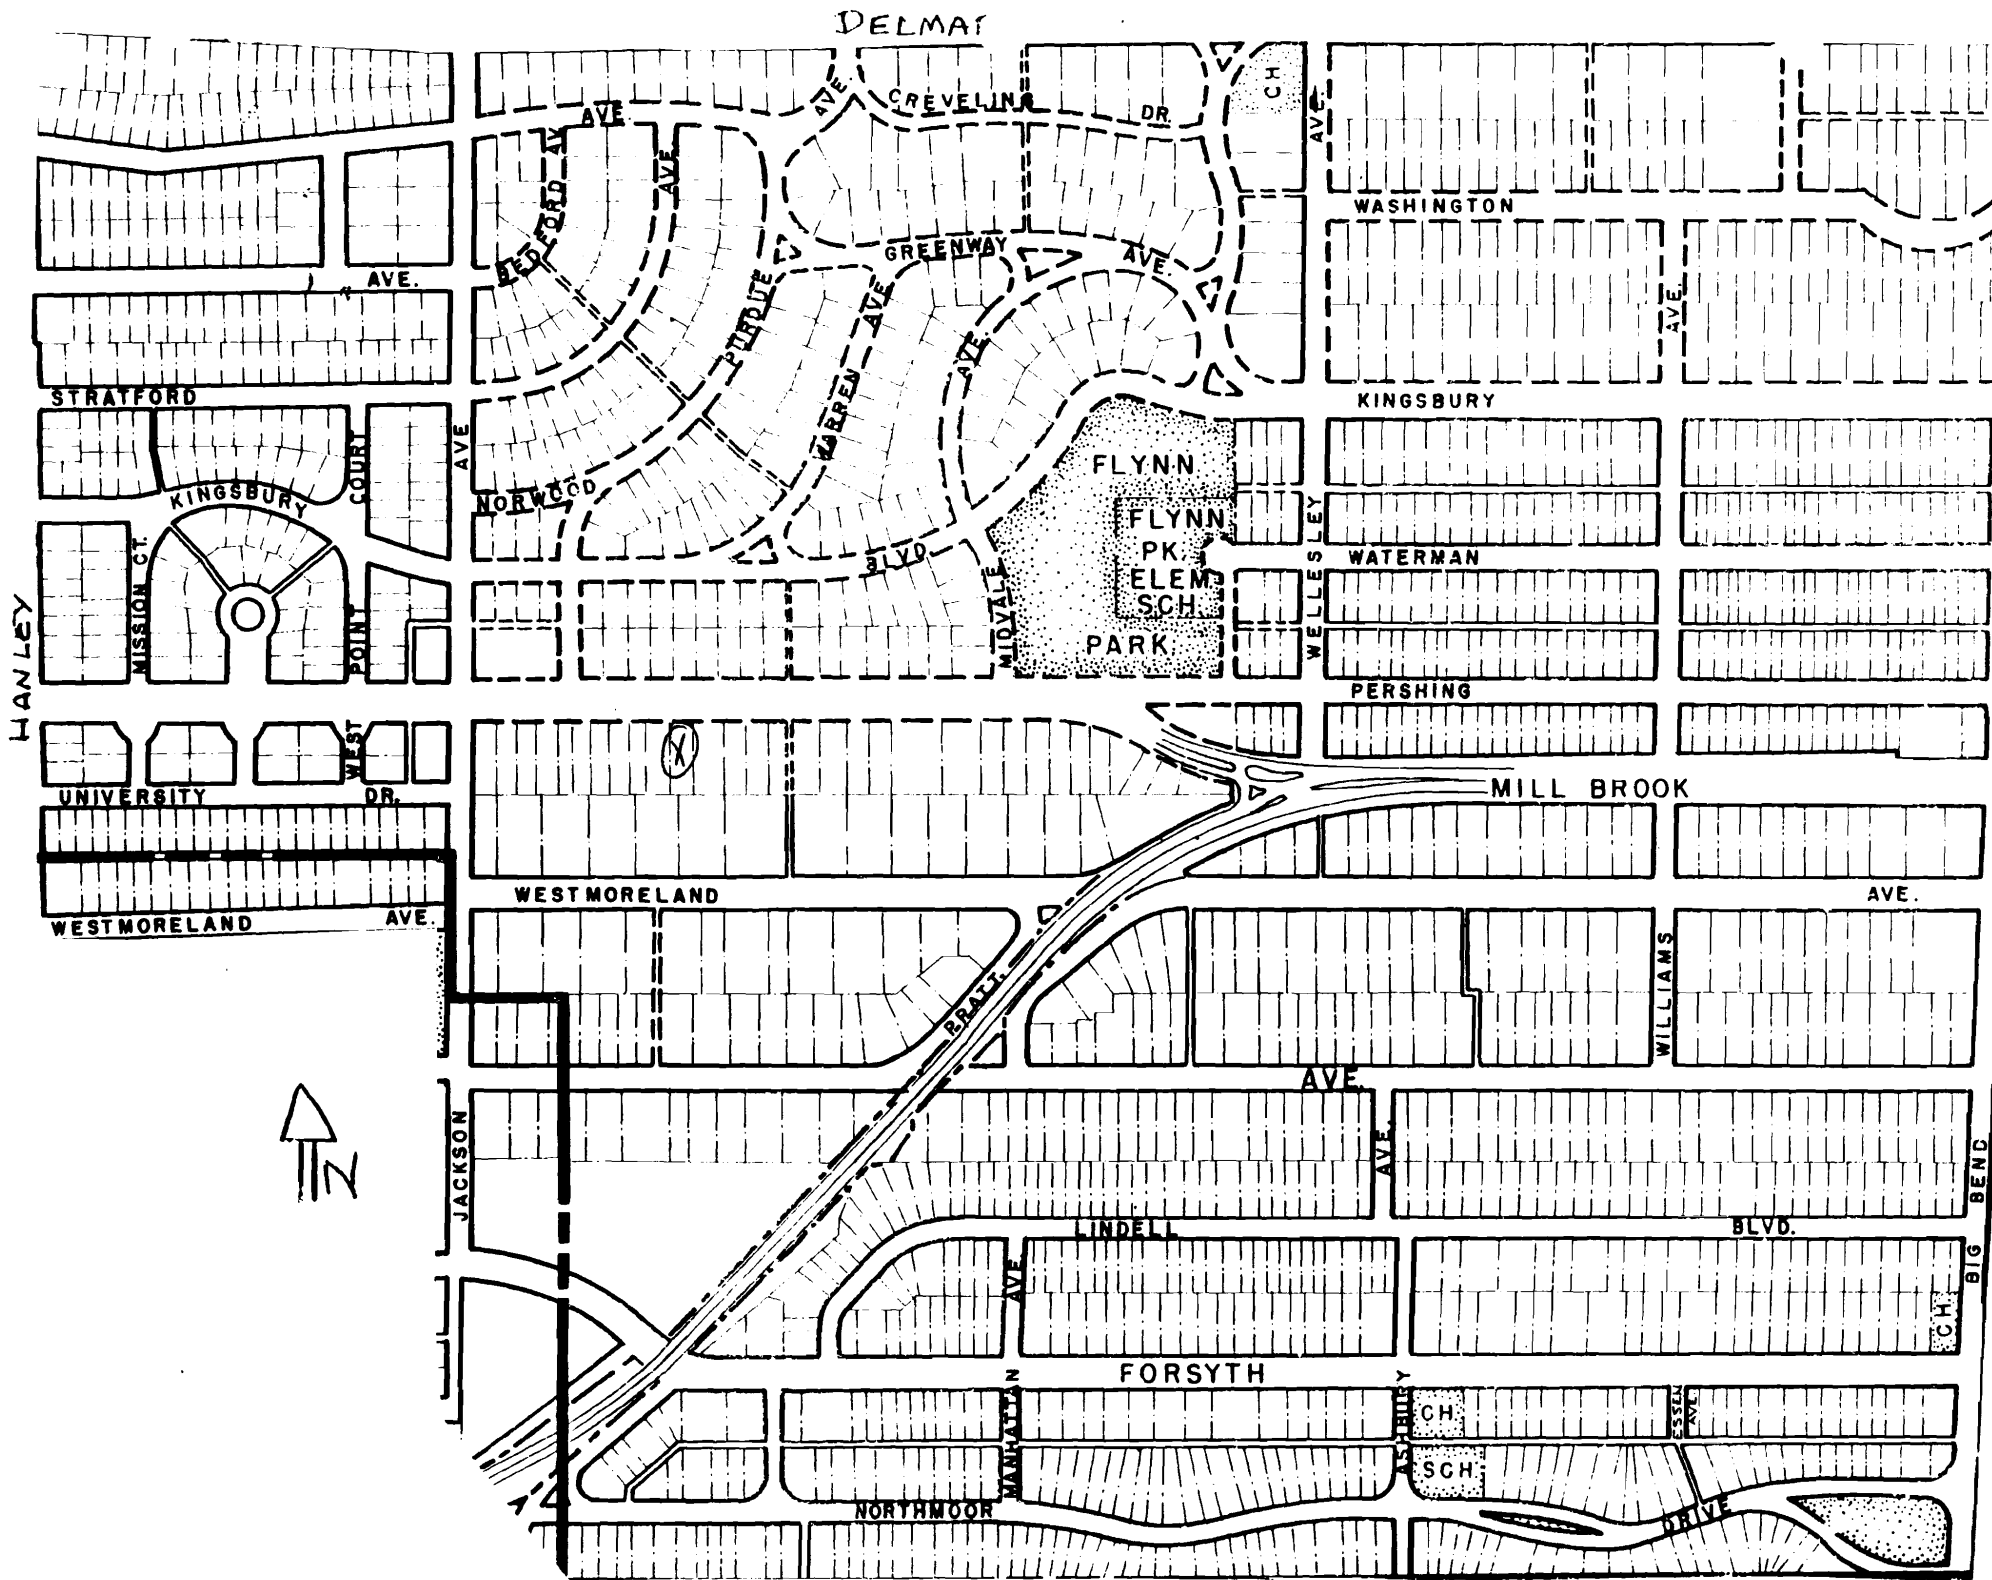 DELMAR
CREVELING
DR.
AVE.
AVE.
CH
AVE.
BEDFORD AV
AVE.
WASHINGTON
GREENWAY
AVE.
AVE.
PURDUE
WARREN AVE
AVE.
AVE.
STRATFORD
KINGSBURY
KINGSBURY
COURT
AVE
NORWOOD
FLYNN
FLYNN
PK.
ELEM
SCH.
PARK
BLVD
WELLESLEY
WATERMAN
MISSION CT.
HANLEY
MIDVALE
WEST POINT
PERSHING
X
UNIVERSITY DR.
MILL BROOK
WESTMORELAND
AVE.
WESTMORELAND AVE.
WILLIAMS
PRATT.
AVE.
N
JACKSON
AVE.
BIG BEND
LINDELL
BLVD.
AVE
CH.
FORSYTH
MANHATTAN
ASHBURY
CH.
ESSEN
AVE
SCH.
NORTHMOOR
DRIVE